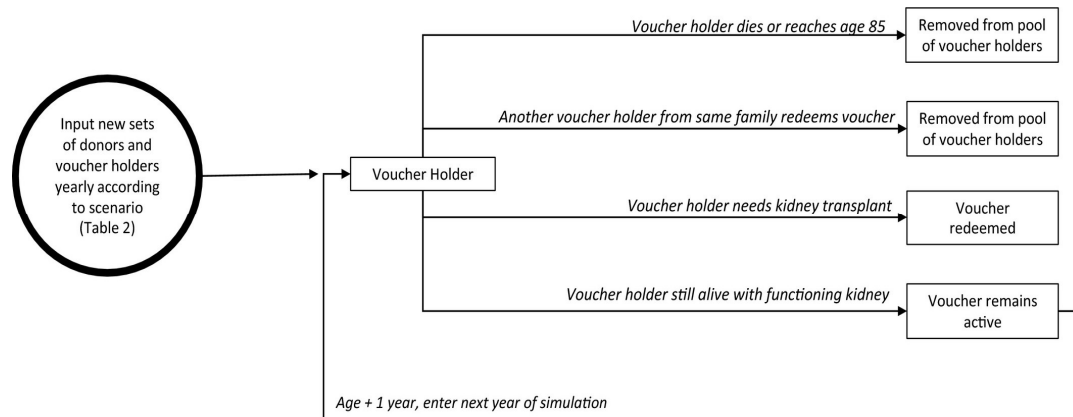 Input new sets
of donors and
voucher holders
yearly according
to scenario
(Table 2)
Voucher Holder
Voucher holder dies or reaches age 85
Removed from pool
of voucher holders
Another voucher holder from same family redeems voucher
Removed from pool
of voucher holders
Voucher holder needs kidney transplant
Voucher
redeemed
Voucher holder still alive with functioning kidney
Voucher remains
active
Age + 1 year, enter next year of simulation